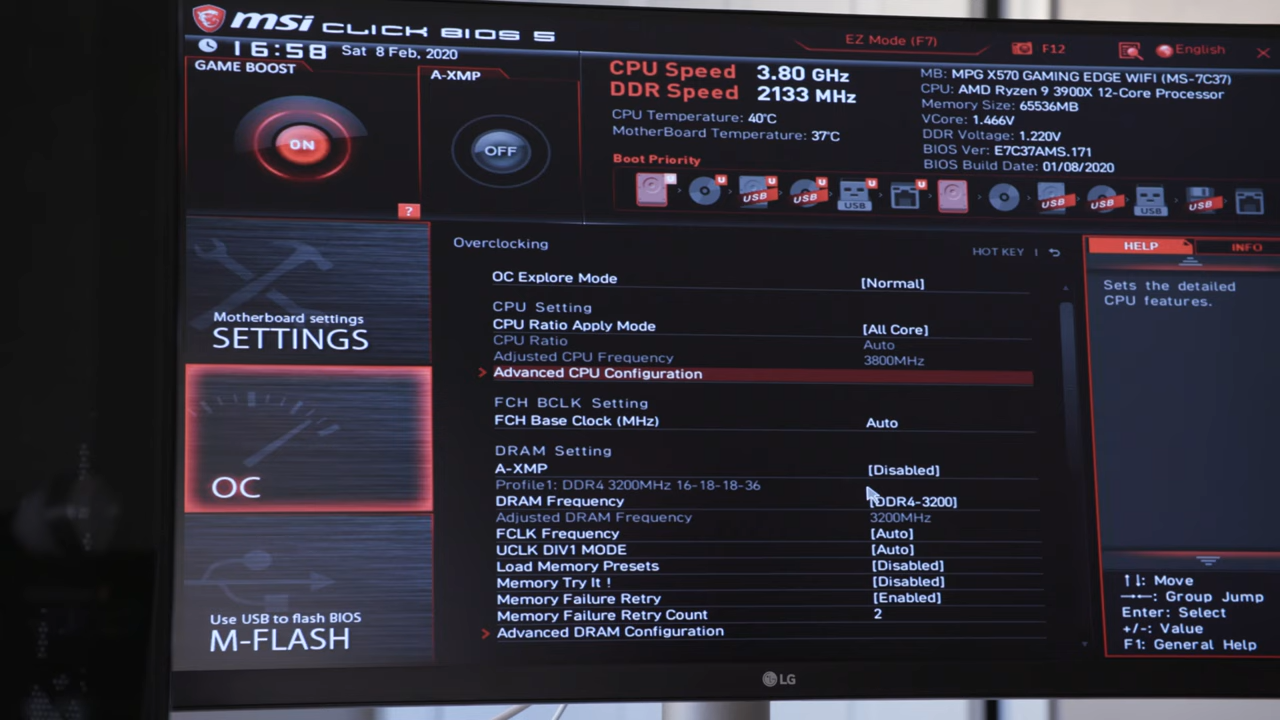 msi CLICK BIOS 5
16:58 Sat 8 Feb, 2020
EZ Mode (F7)
F12
English
X
GAME BOOST
ON
?
A-XMP
OFF
CPU Speed 3.80 GHz
DDR Speed 2133 MHz
CPU Temperature: 40°C
MotherBoard Temperature: 37°C
MB: MPG X570 GAMING EDGE WIFI (MS-7C37)
CPU: AMD Ryzen 9 3900X 12-Core Processor
Memory Size: 65536MB
VCore: 1.466V
DDR Voltage: 1.220V
BIOS Ver: E7C37AMS.171
BIOS Build Date: 01/08/2020
Boot Priority
U U USB U USB U USB U U USB USB USB USB
Motherboard settings
SETTINGS
OC
Use USB to flash BIOS
M-FLASH
Overclocking
HOT KEY |
OC Explore Mode [Normal]
CPU Setting
CPU Ratio Apply Mode [All Core]
CPU Ratio Auto
Adjusted CPU Frequency 3800MHz
> Advanced CPU Configuration
FCH BCLK Setting
FCH Base Clock (MHz) Auto
DRAM Setting
A-XMP [Disabled]
Profile1: DDR4 3200MHz 16-18-18-36
DRAM Frequency [DDR4-3200]
Adjusted DRAM Frequency 3200MHz
FCLK Frequency [Auto]
UCLK DIV1 MODE [Auto]
Load Memory Presets [Disabled]
Memory Try It ! [Disabled]
Memory Failure Retry [Enabled]
Memory Failure Retry Count 2
> Advanced DRAM Configuration
HELP
INFO
Sets the detailed
CPU features.
↑↓: Move
→←: Group Jump
Enter: Select
+/-: Value
F1: General Help
LG